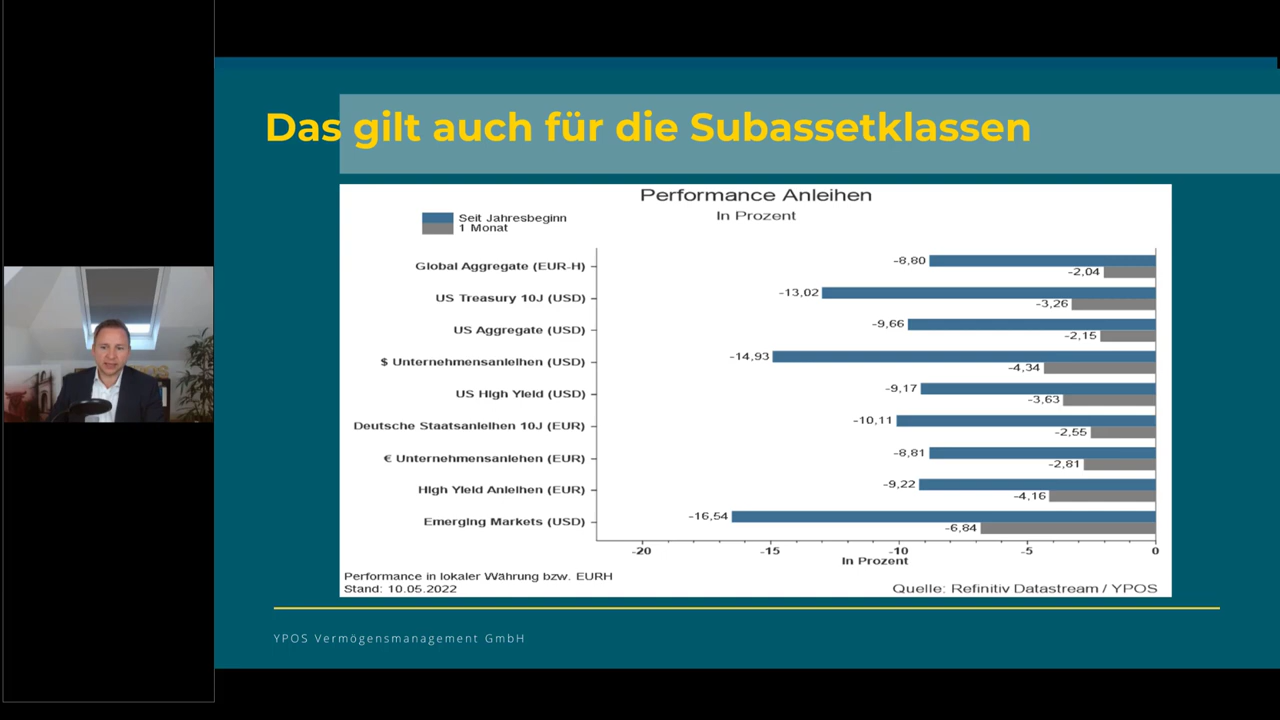 Das gilt auch für die Subassetklassen
Performance Anleihen
In Prozent
Seit Jahresbeginn
1 Monat
Global Aggregate (EUR-H)
-8,80
-2,04
US Treasury 10J (USD)
-13,02
-3,26
US Aggregate (USD)
-9,66
-2,15
$ Unternehmensanleihen (USD)
-14,93
-4,34
US High Yield (USD)
-9,17
-3,63
Deutsche Staatsanleihen 10J (EUR)
-10,11
-2,55
€ Unternehmensanlehen (EUR)
-8,81
-2,81
High Yield Anleihen (EUR)
-9,22
-4,16
Emerging Markets (USD)
-16,54
-6,84
-20 -15 -10 -5 0
In Prozent
Performance in lokaler Währung bzw. EURH
Stand: 10.05.2022
Quelle: Refinitiv Datastream / YPOS
YPOS Vermögensmanagement GmbH